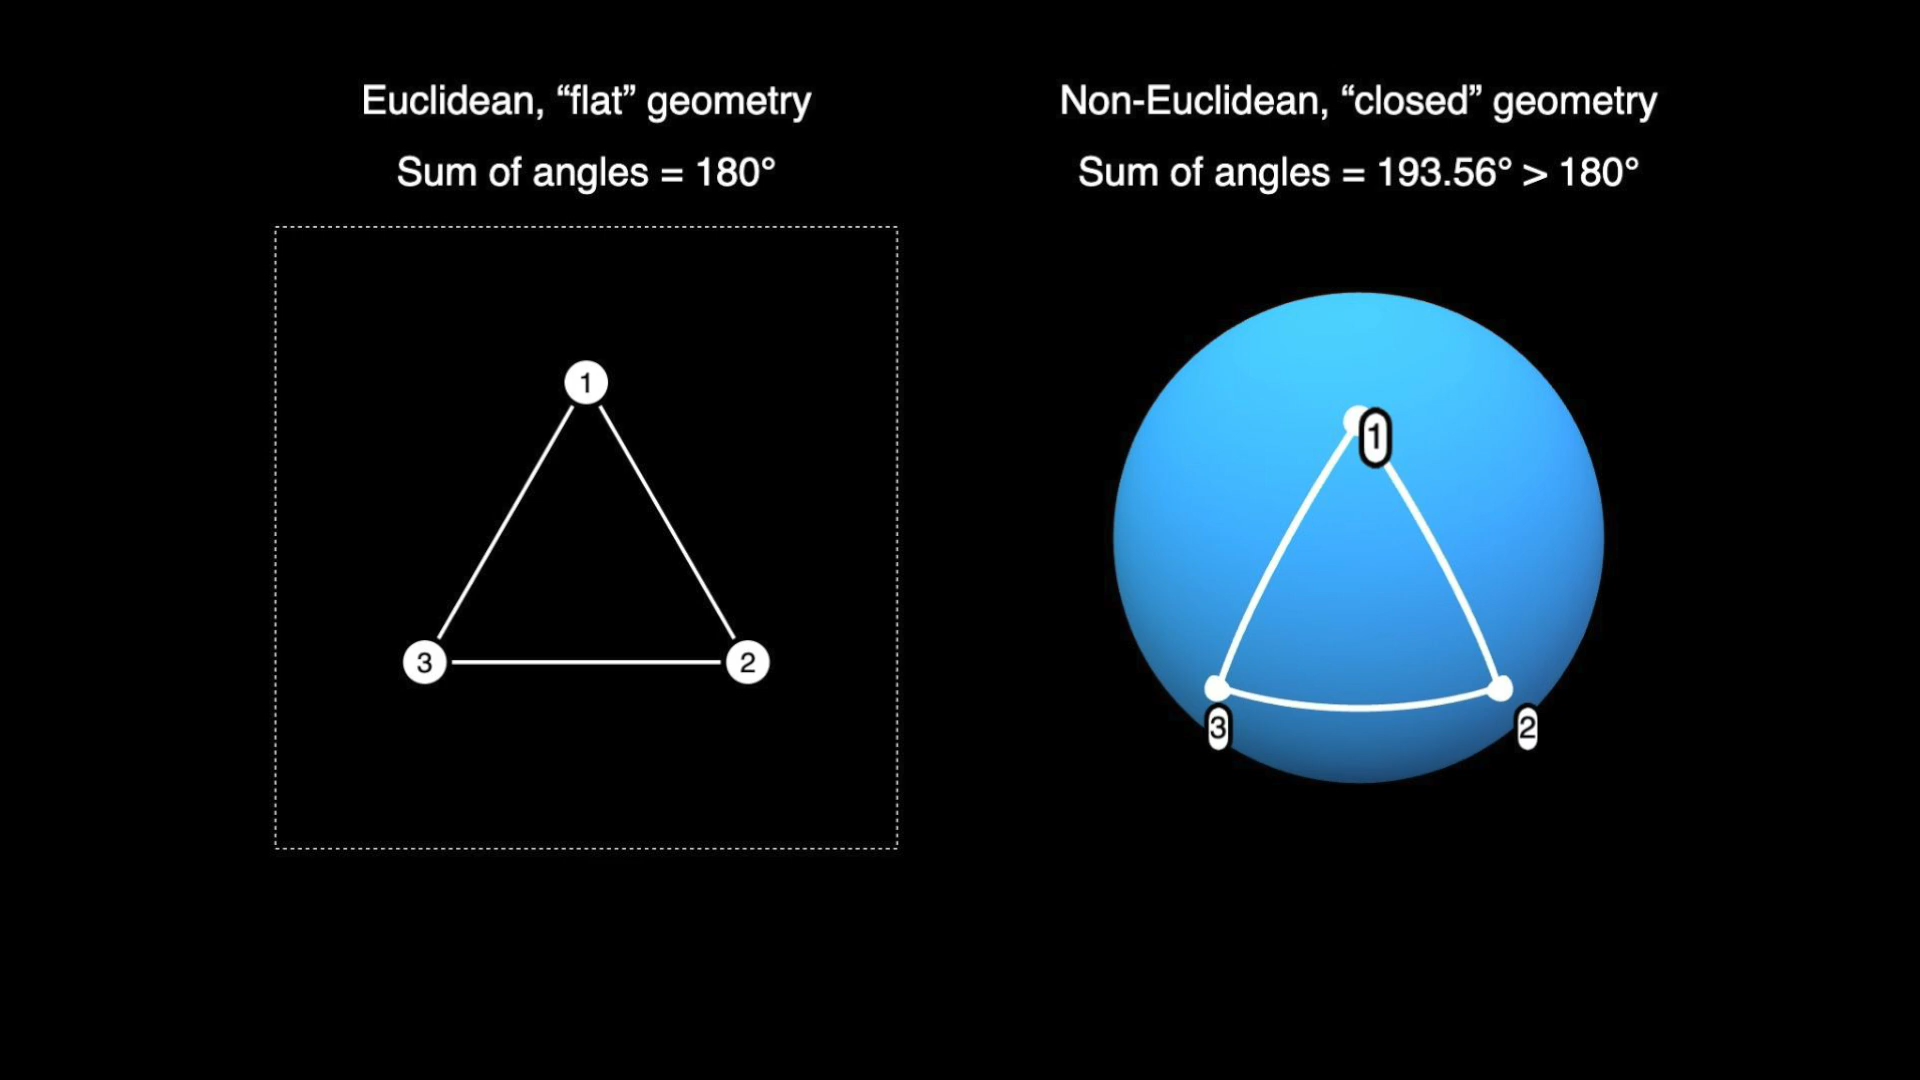 Euclidean, “flat” geometry
Sum of angles = 180°
1
3
2
Non-Euclidean, “closed” geometry
Sum of angles = 193.56° > 180°
1
3
2